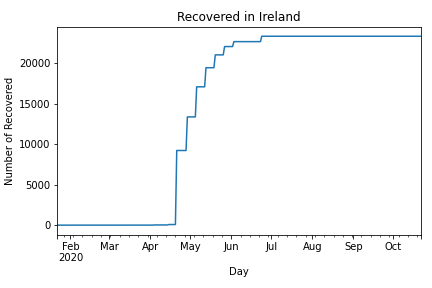 Recovered in Ireland
Number of Recovered
20000
15000
10000
5000
0
Feb Mar Apr May Jun Jul Aug Sep Oct
2020
Day